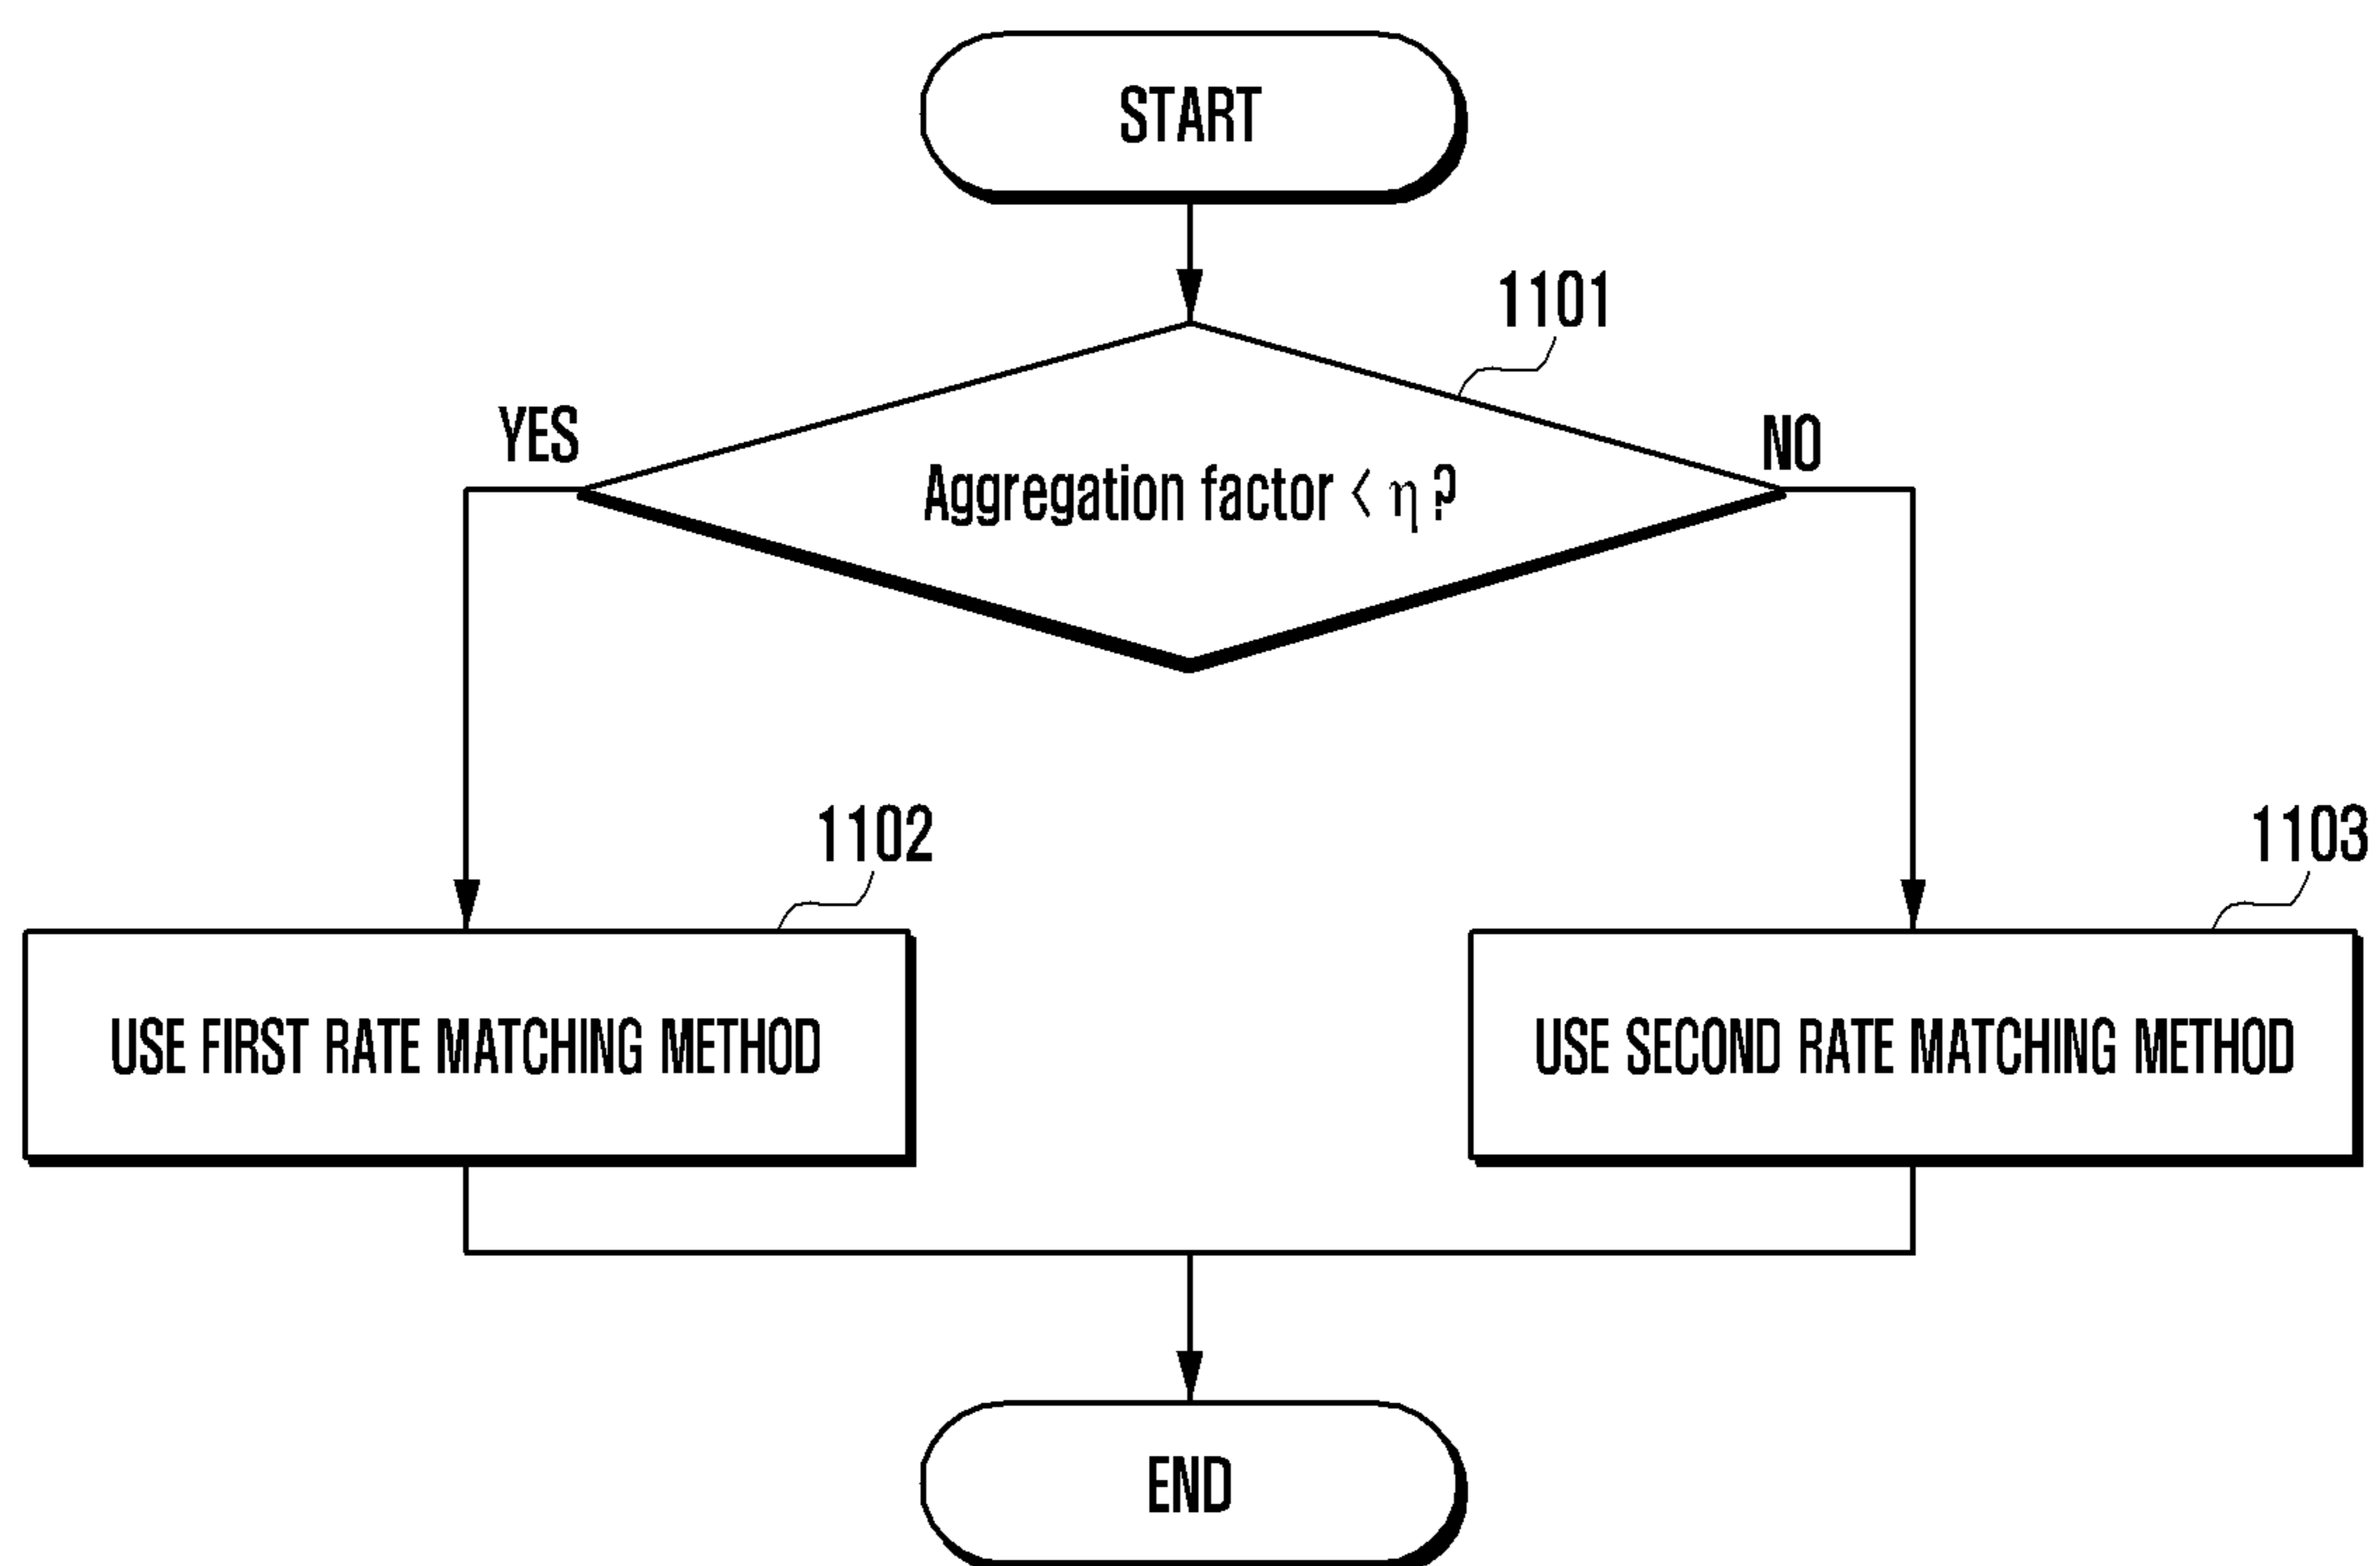 START
1101
YES
NO
Aggregation factor < η ?
1102
1103
USE FIRST RATE MATCHING METHOD
USE SECOND RATE MATCHING METHOD
END